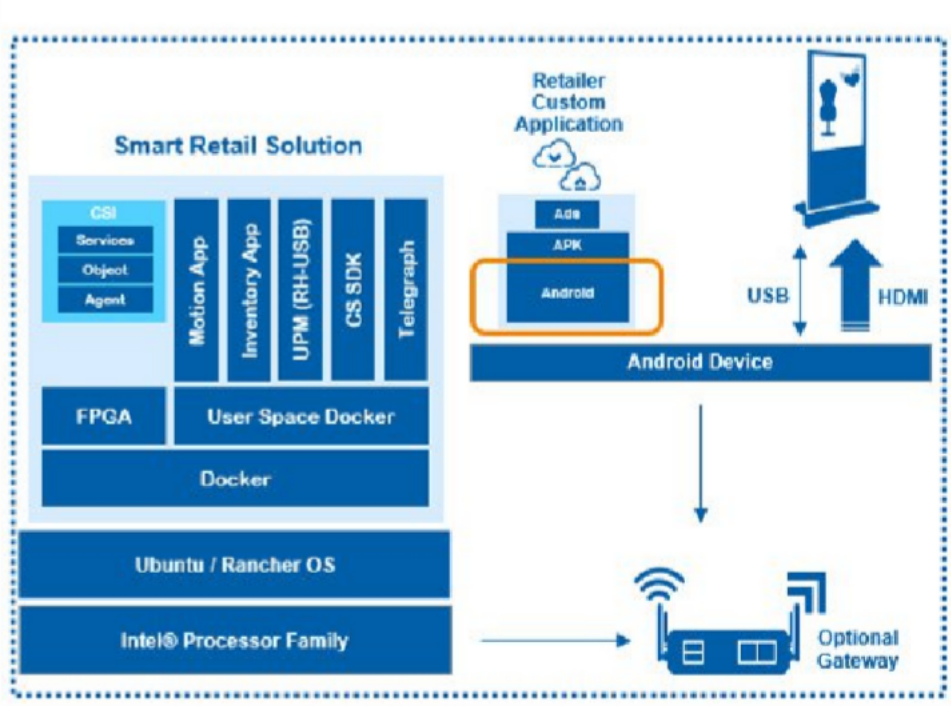 Smart Retail Solution
CSI
Services
Object
Agent
Motion App
Inventory App
UPM (RH-USB)
CS SDK
Telegraph
FPGA
User Space Docker
Docker
Ubuntu / Rancher OS
Intel® Processor Family
Retailer
Custom
Application
Ads
APK
Android
USB
HDMI
Android Device
Optional
Gateway